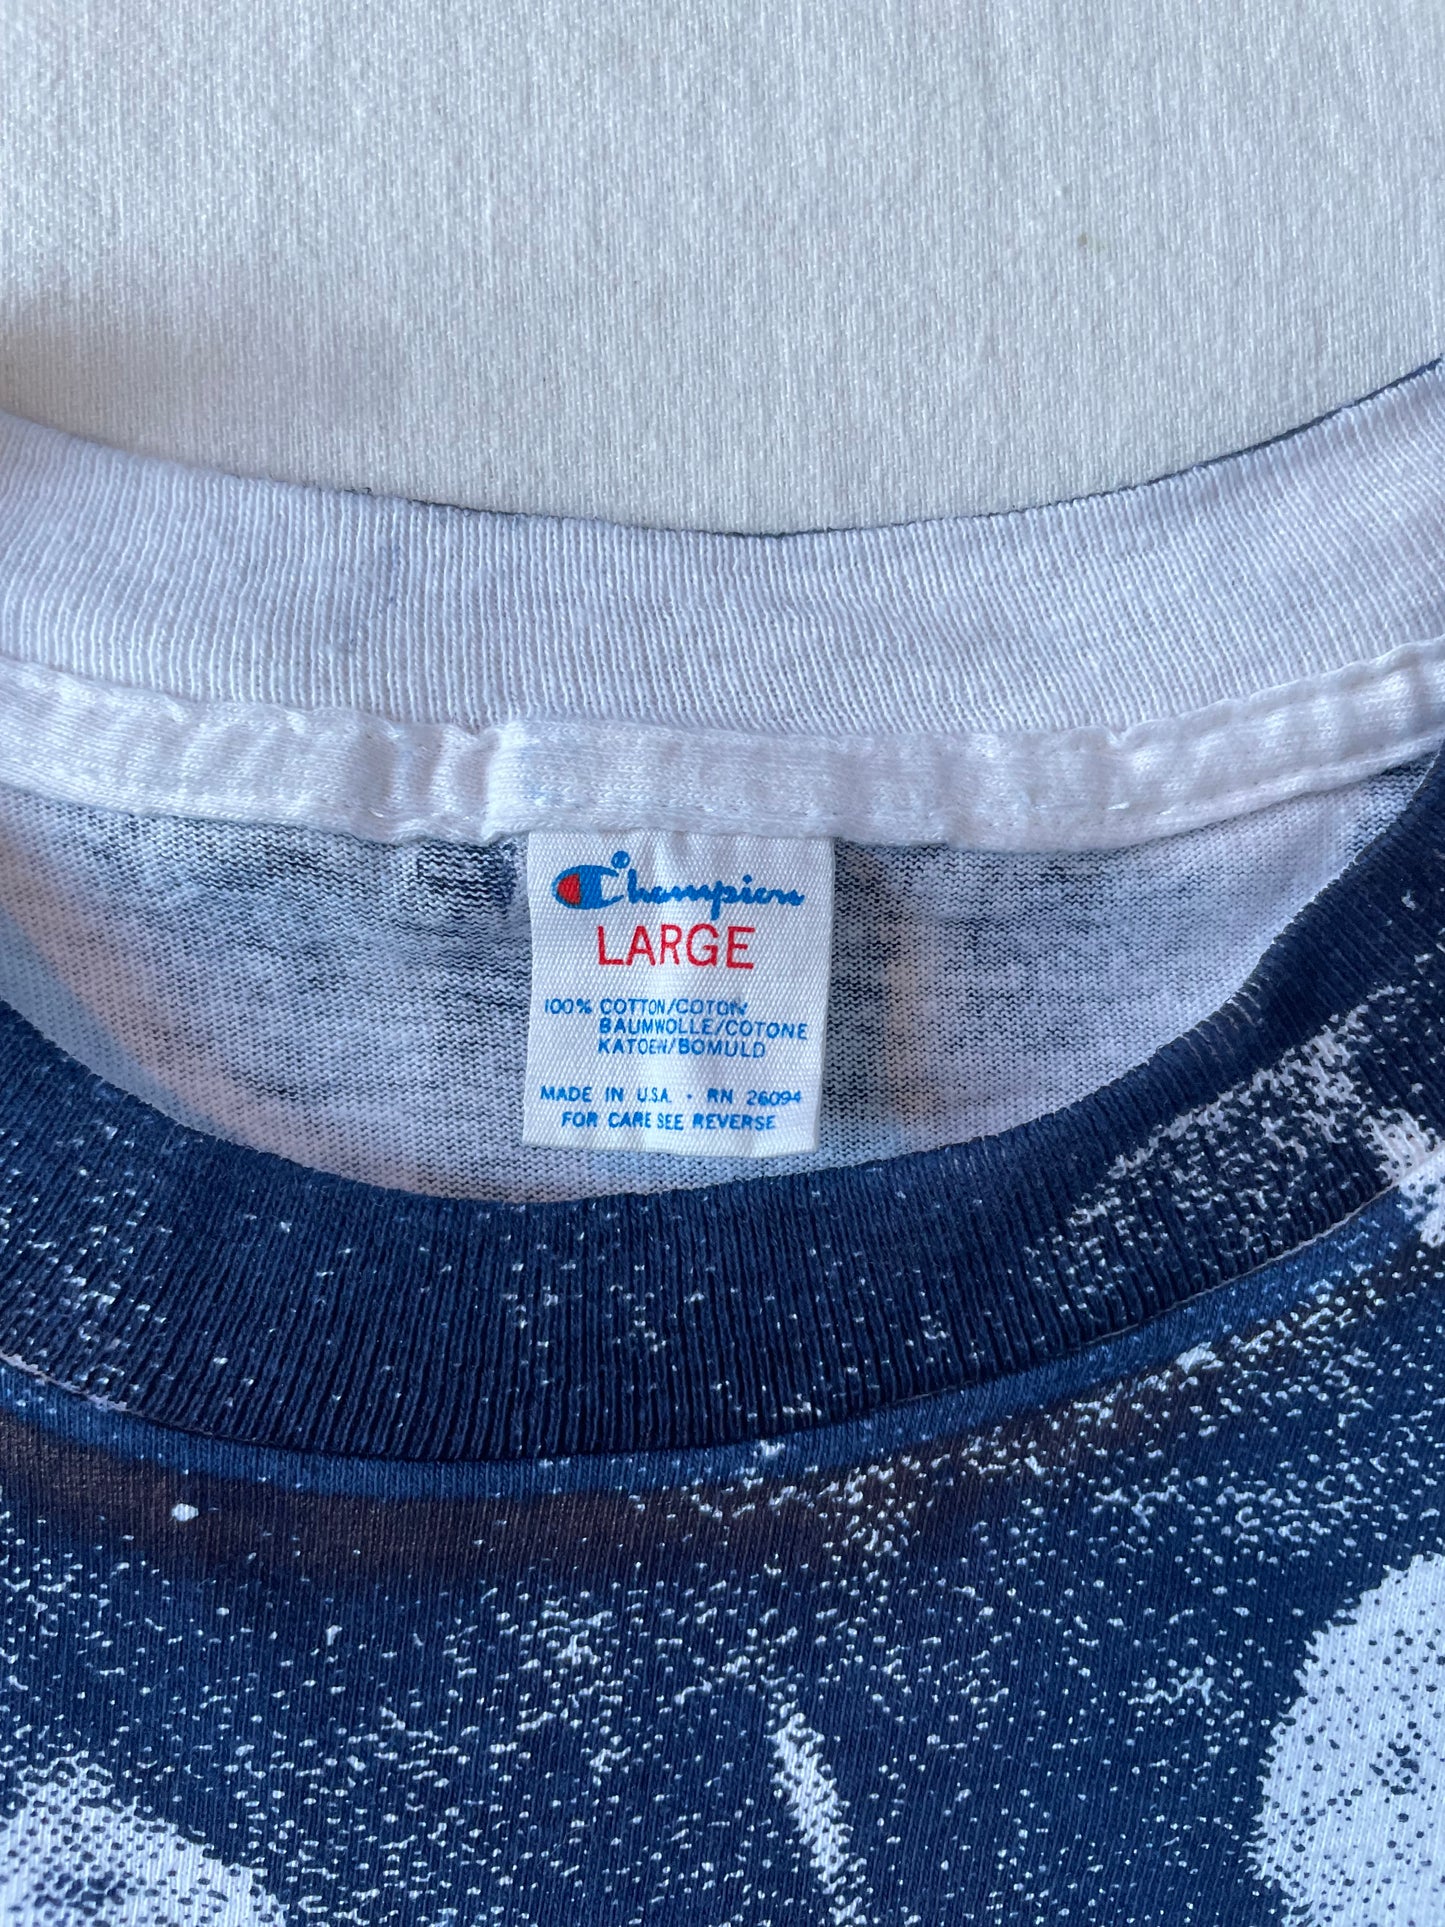 Champion
LARGE
100% COTTON/COTON
BAUMWOLLE/COTONE
KATOEN/BOMULD
MADE IN U.S.A. • RN 26094
FOR CARE SEE REVERSE